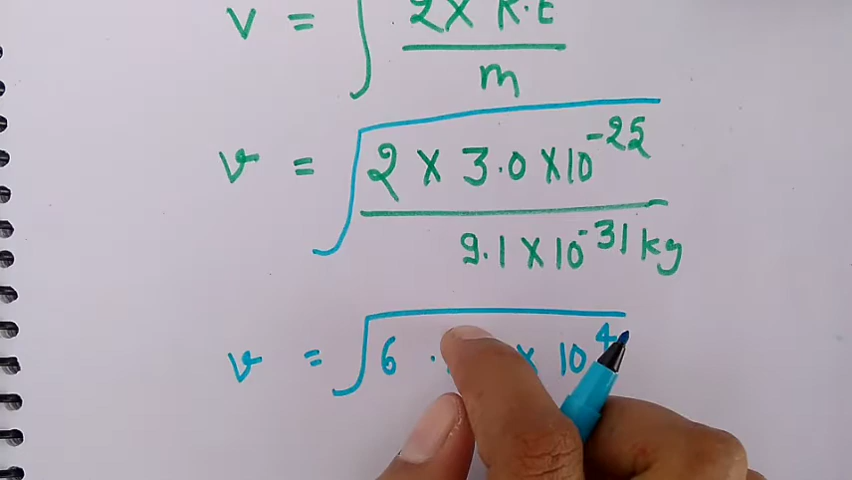 v = √ 2 × K.E
m
v = √ 2 × 3.0 × 10⁻²⁵
9.1 × 10⁻³¹ kg
v = √ 6 . × 10⁴